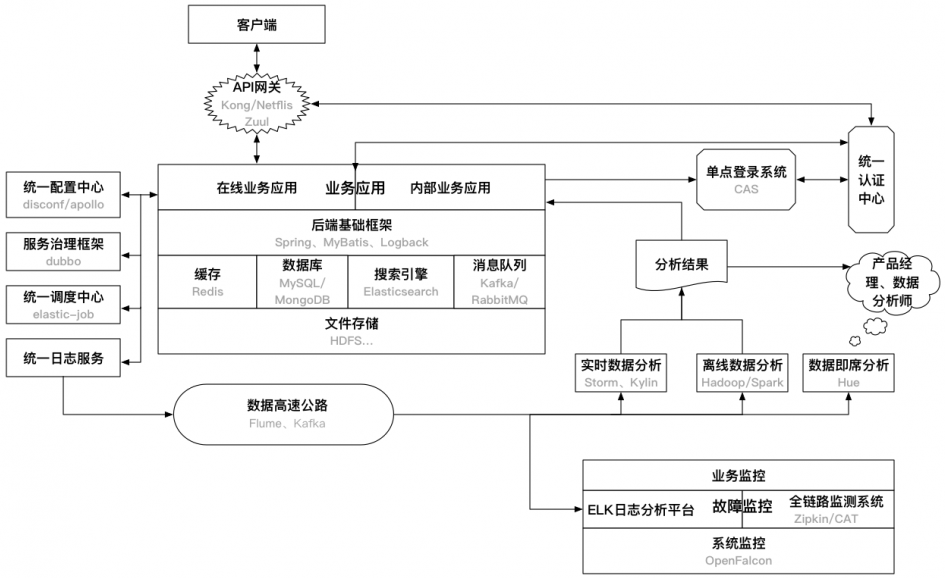 客户端
API网关
Kong/Netflis
Zuul
统一配置中心
disconf/apollo
服务治理框架
dubbo
统一调度中心
elastic-job
统一日志服务
在线业务应用 业务应用 内部业务应用
后端基础框架
Spring、MyBatis、Logback
缓存
Redis
数据库
MySQL/
MongoDB
搜索引擎
Elasticsearch
消息队列
Kafka/
RabbitMQ
文件存储
HDFS...
单点登录系统
CAS
统一
认证
中心
分析结果
产品经
理、数据
分析师
实时数据分析
Storm、Kylin
离线数据分析
Hadoop/Spark
数据即席分析
Hue
数据高速公路
Flume、Kafka
业务监控
ELK日志分析平台
故障监控
全链路监测系统
Zipkin/CAT
系统监控
OpenFalcon